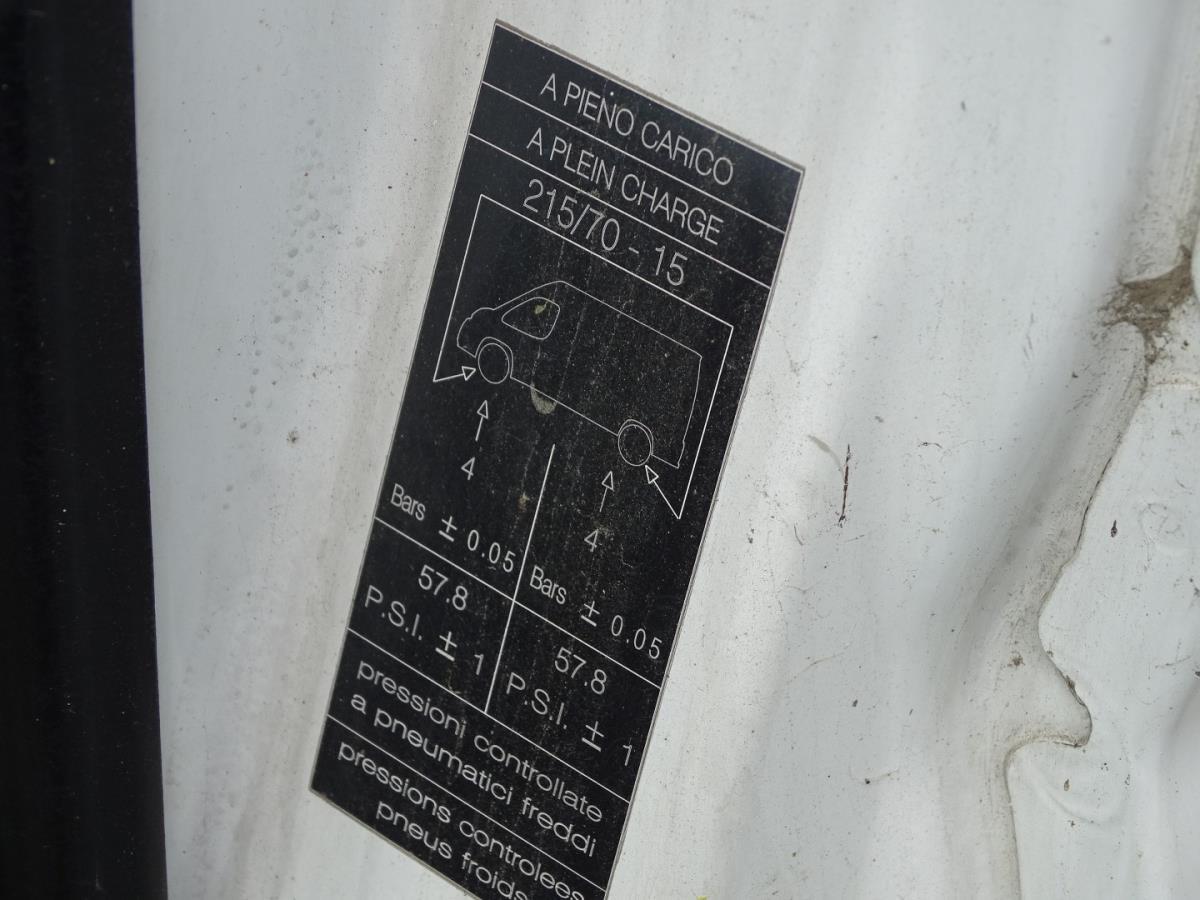 A PIENO CARICO
A PLEIN CHARGE
215/70 - 15
4
4
Bars ± 0.05
Bars ± 0.05
57.8
P.S.I. ± 1
57.8
P.S.I. ± 1
pressioni controllate
a pneumatici freddi
pressions controlees
pneus froids